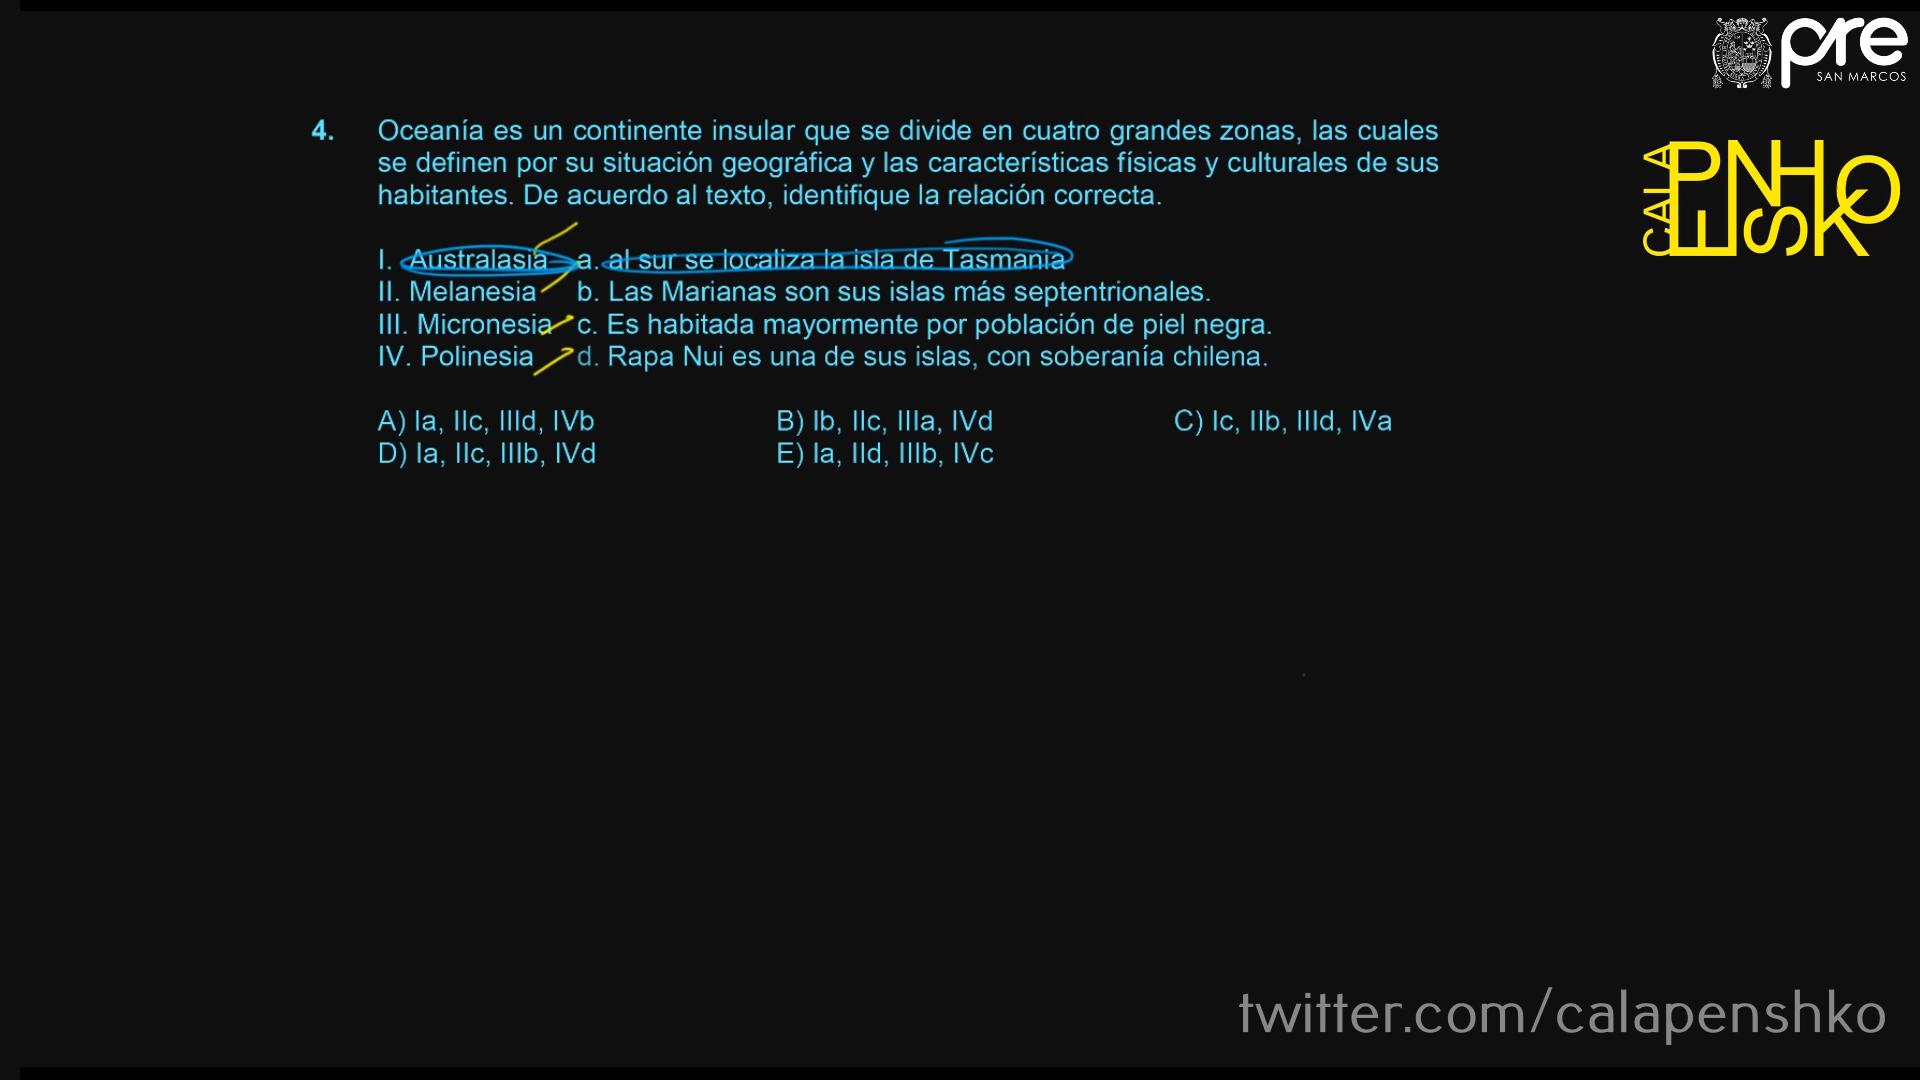 pre
SAN MARCOS
CALA
PENSHKO
4. Oceanía es un continente insular que se divide en cuatro grandes zonas, las cuales
se definen por su situación geográfica y las características físicas y culturales de sus
habitantes. De acuerdo al texto, identifique la relación correcta.
I. Australasia a. al sur se localiza la isla de Tasmania
II. Melanesia b. Las Marianas son sus islas más septentrionales.
III. Micronesia c. Es habitada mayormente por población de piel negra.
IV. Polinesia d. Rapa Nui es una de sus islas, con soberanía chilena.
A) Ia, IIc, IIId, IVb B) Ib, IIc, IIIa, IVd C) Ic, IIb, IIId, IVa
D) Ia, IIc, IIIb, IVd E) Ia, IId, IIIb, IVc
twitter.com/calapenshko